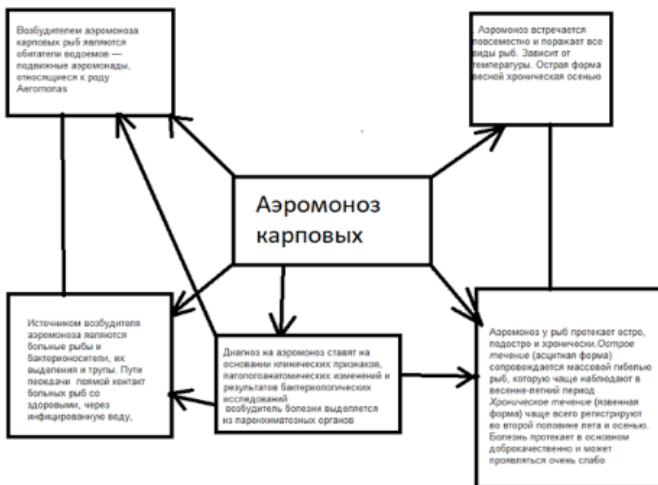 Возбудителем аэромоноза
карповых рыб являются
обитатели водоемов —
подвижные аэромонады,
относящиеся к роду
Aeromonas
. Аэромоноз встречается
повсеместно и поражает все
виды рыб. Зависит от
температуры. Острая форма
весной хроническая осенью
Аэромоноз
карповых
Источником возбудителя
аэромоноза являются
больные рыбы и
бактерионосители, их
выделения и трупы. Пути
передачи прямой контакт
больных рыб со
здоровыми, через
инфицированную воду,
Диагноз на аэромоноз ставят на
основании клинических признаков,
патологоанатомических изменений и
результатов бактериологических
исследований
возбудитель болезни выделяется
из паренхиматозных органов
Аэромоноз у рыб протекает остро,
подостро и хронически.Острое
течение (асцитная форма)
сопровождается массовой гибелью
рыб, которую чаще наблюдают в
весенне-летний период
Хроническое течение (язвенная
форма) чаще всего регистрируют
во второй половине лета и осенью.
Болезнь протекает в основном
доброкачественно и может
проявляться очень слабо